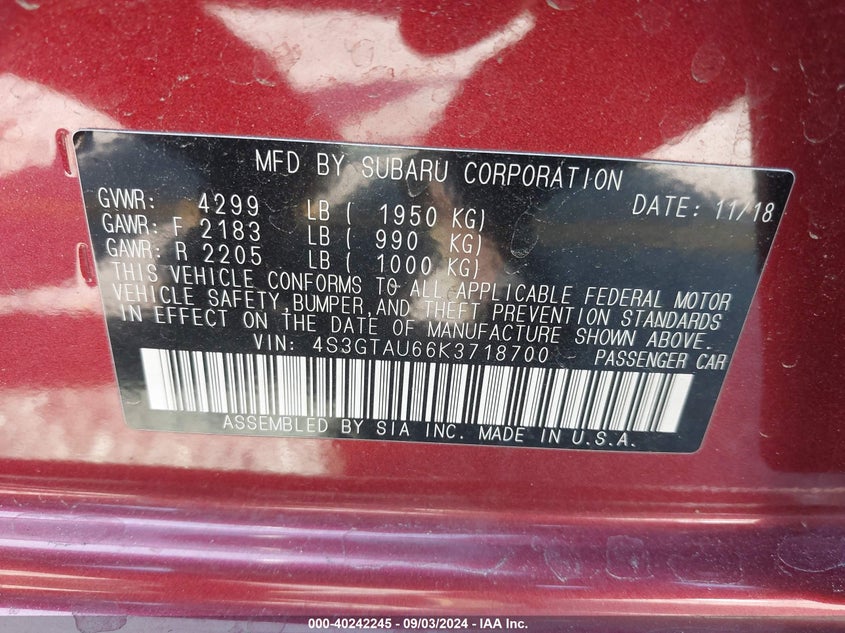 MFD BY SUBARU CORPORATION
DATE: 11/18
GVWR: 4299 LB ( 1950 KG)
GAWR: F 2183 LB ( 990 KG)
GAWR: R 2205 LB ( 1000 KG)
THIS VEHICLE CONFORMS TO ALL APPLICABLE FEDERAL MOTOR
VEHICLE SAFETY,BUMPER,AND THEFT PREVENTION STANDARDS
IN EFFECT ON THE DATE OF MANUFACTURE SHOWN ABOVE.
VIN: 4S3GTAU66K3718700 PASSENGER CAR
ASSEMBLED BY SIA INC. MADE IN U.S.A.
000-40242245 - 09/03/2024 - IAA Inc.